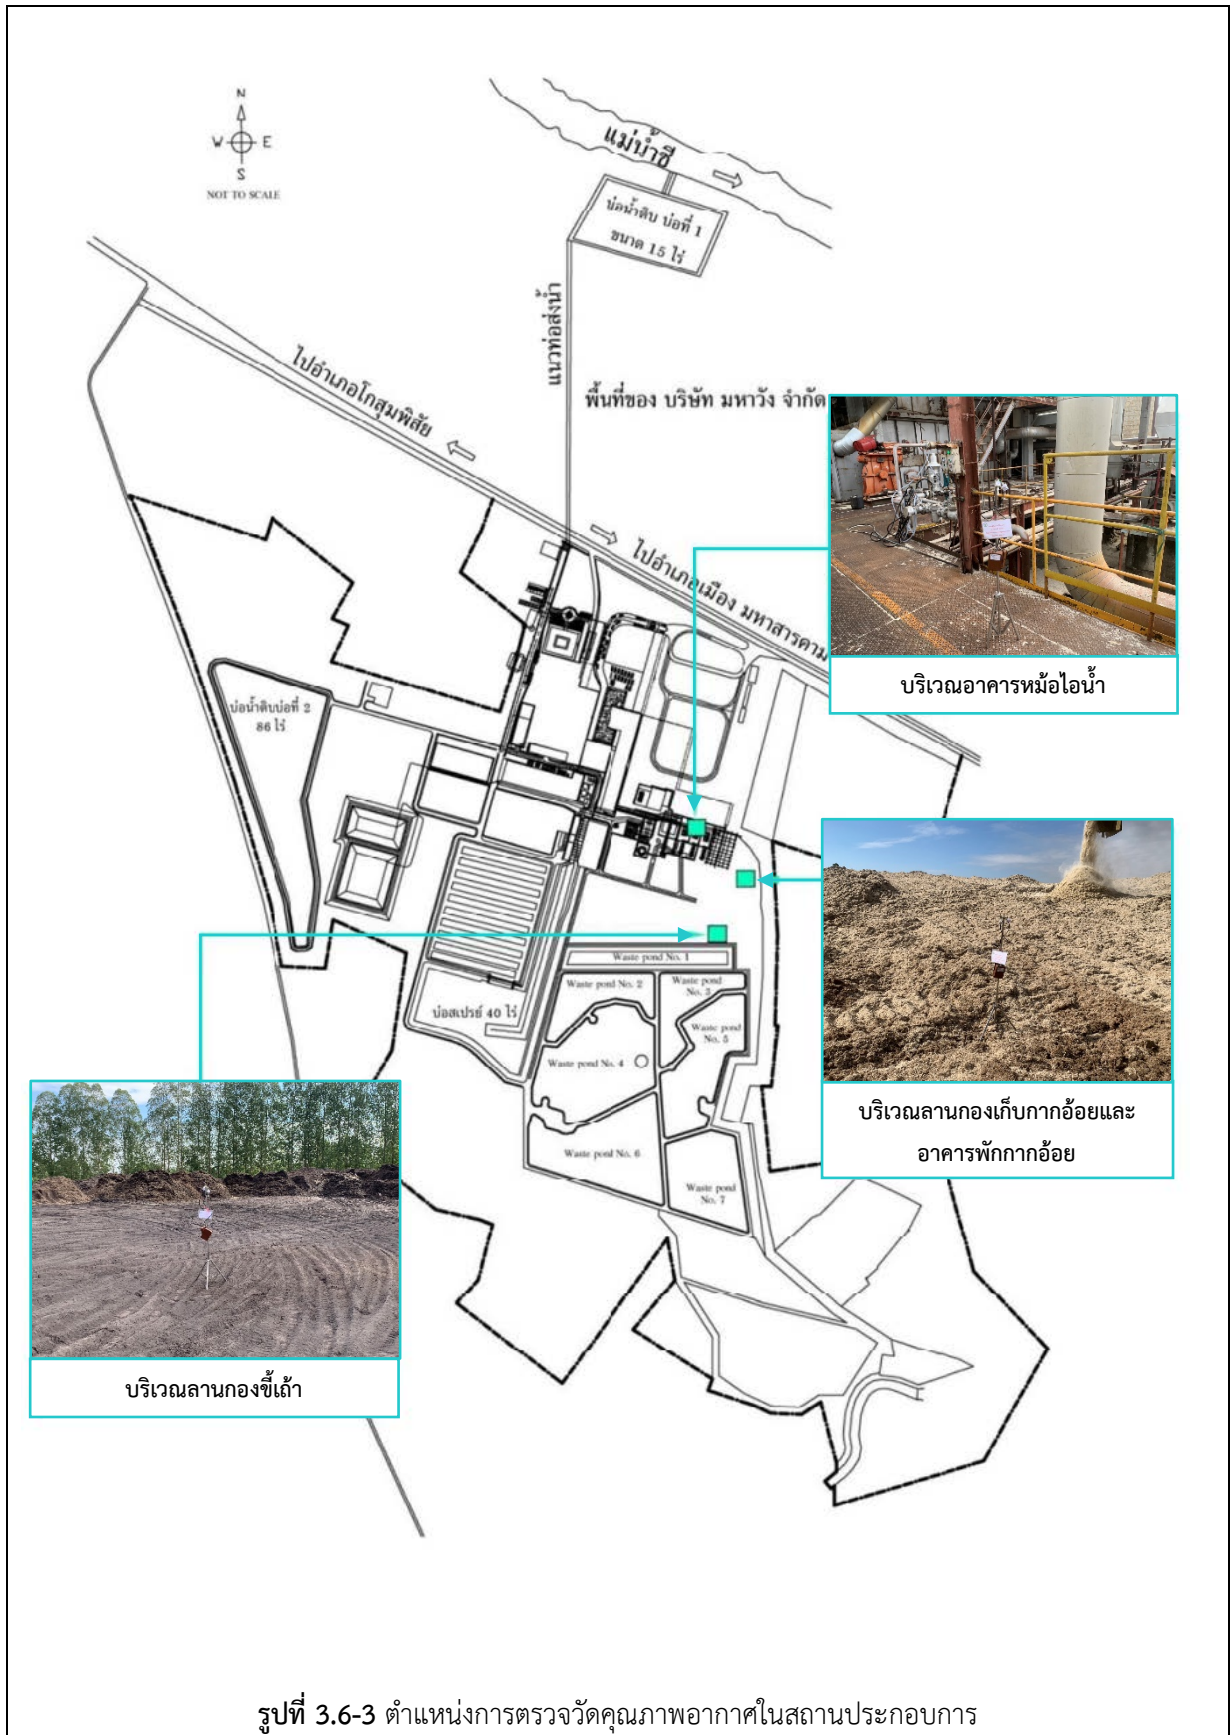 N
W E
S
NOT TO SCALE
แม่น้ำชี
บ่อน้ำดิบ บ่อที่ 1
ขนาด 15 ไร่
แนวท่อส่งน้ำ
ไปอำเภอโกสุมพิสัย
พื้นที่ของ บริษัท มหาวัง จำกัด
ไปอำเภอเมือง มหาสารคาม
บริเวณอาคารหม้อไอน้ำ
บ่อน้ำดิบบ่อที่ 2
86 ไร่
บ่อสเปรย์ 40 ไร่
Waste pond No. 1
Waste pond No. 2
Waste pond
No. 3
Waste pond
No. 5
Waste pond No. 4
Waste pond No. 6
Waste pond
No. 7
บริเวณลานกองเก็บกากอ้อยและ
อาคารพักกากอ้อย
บริเวณลานกองขี้เถ้า
รูปที่ 3.6-3 ตำแหน่งการตรวจวัดคุณภาพอากาศในสถานประกอบการ